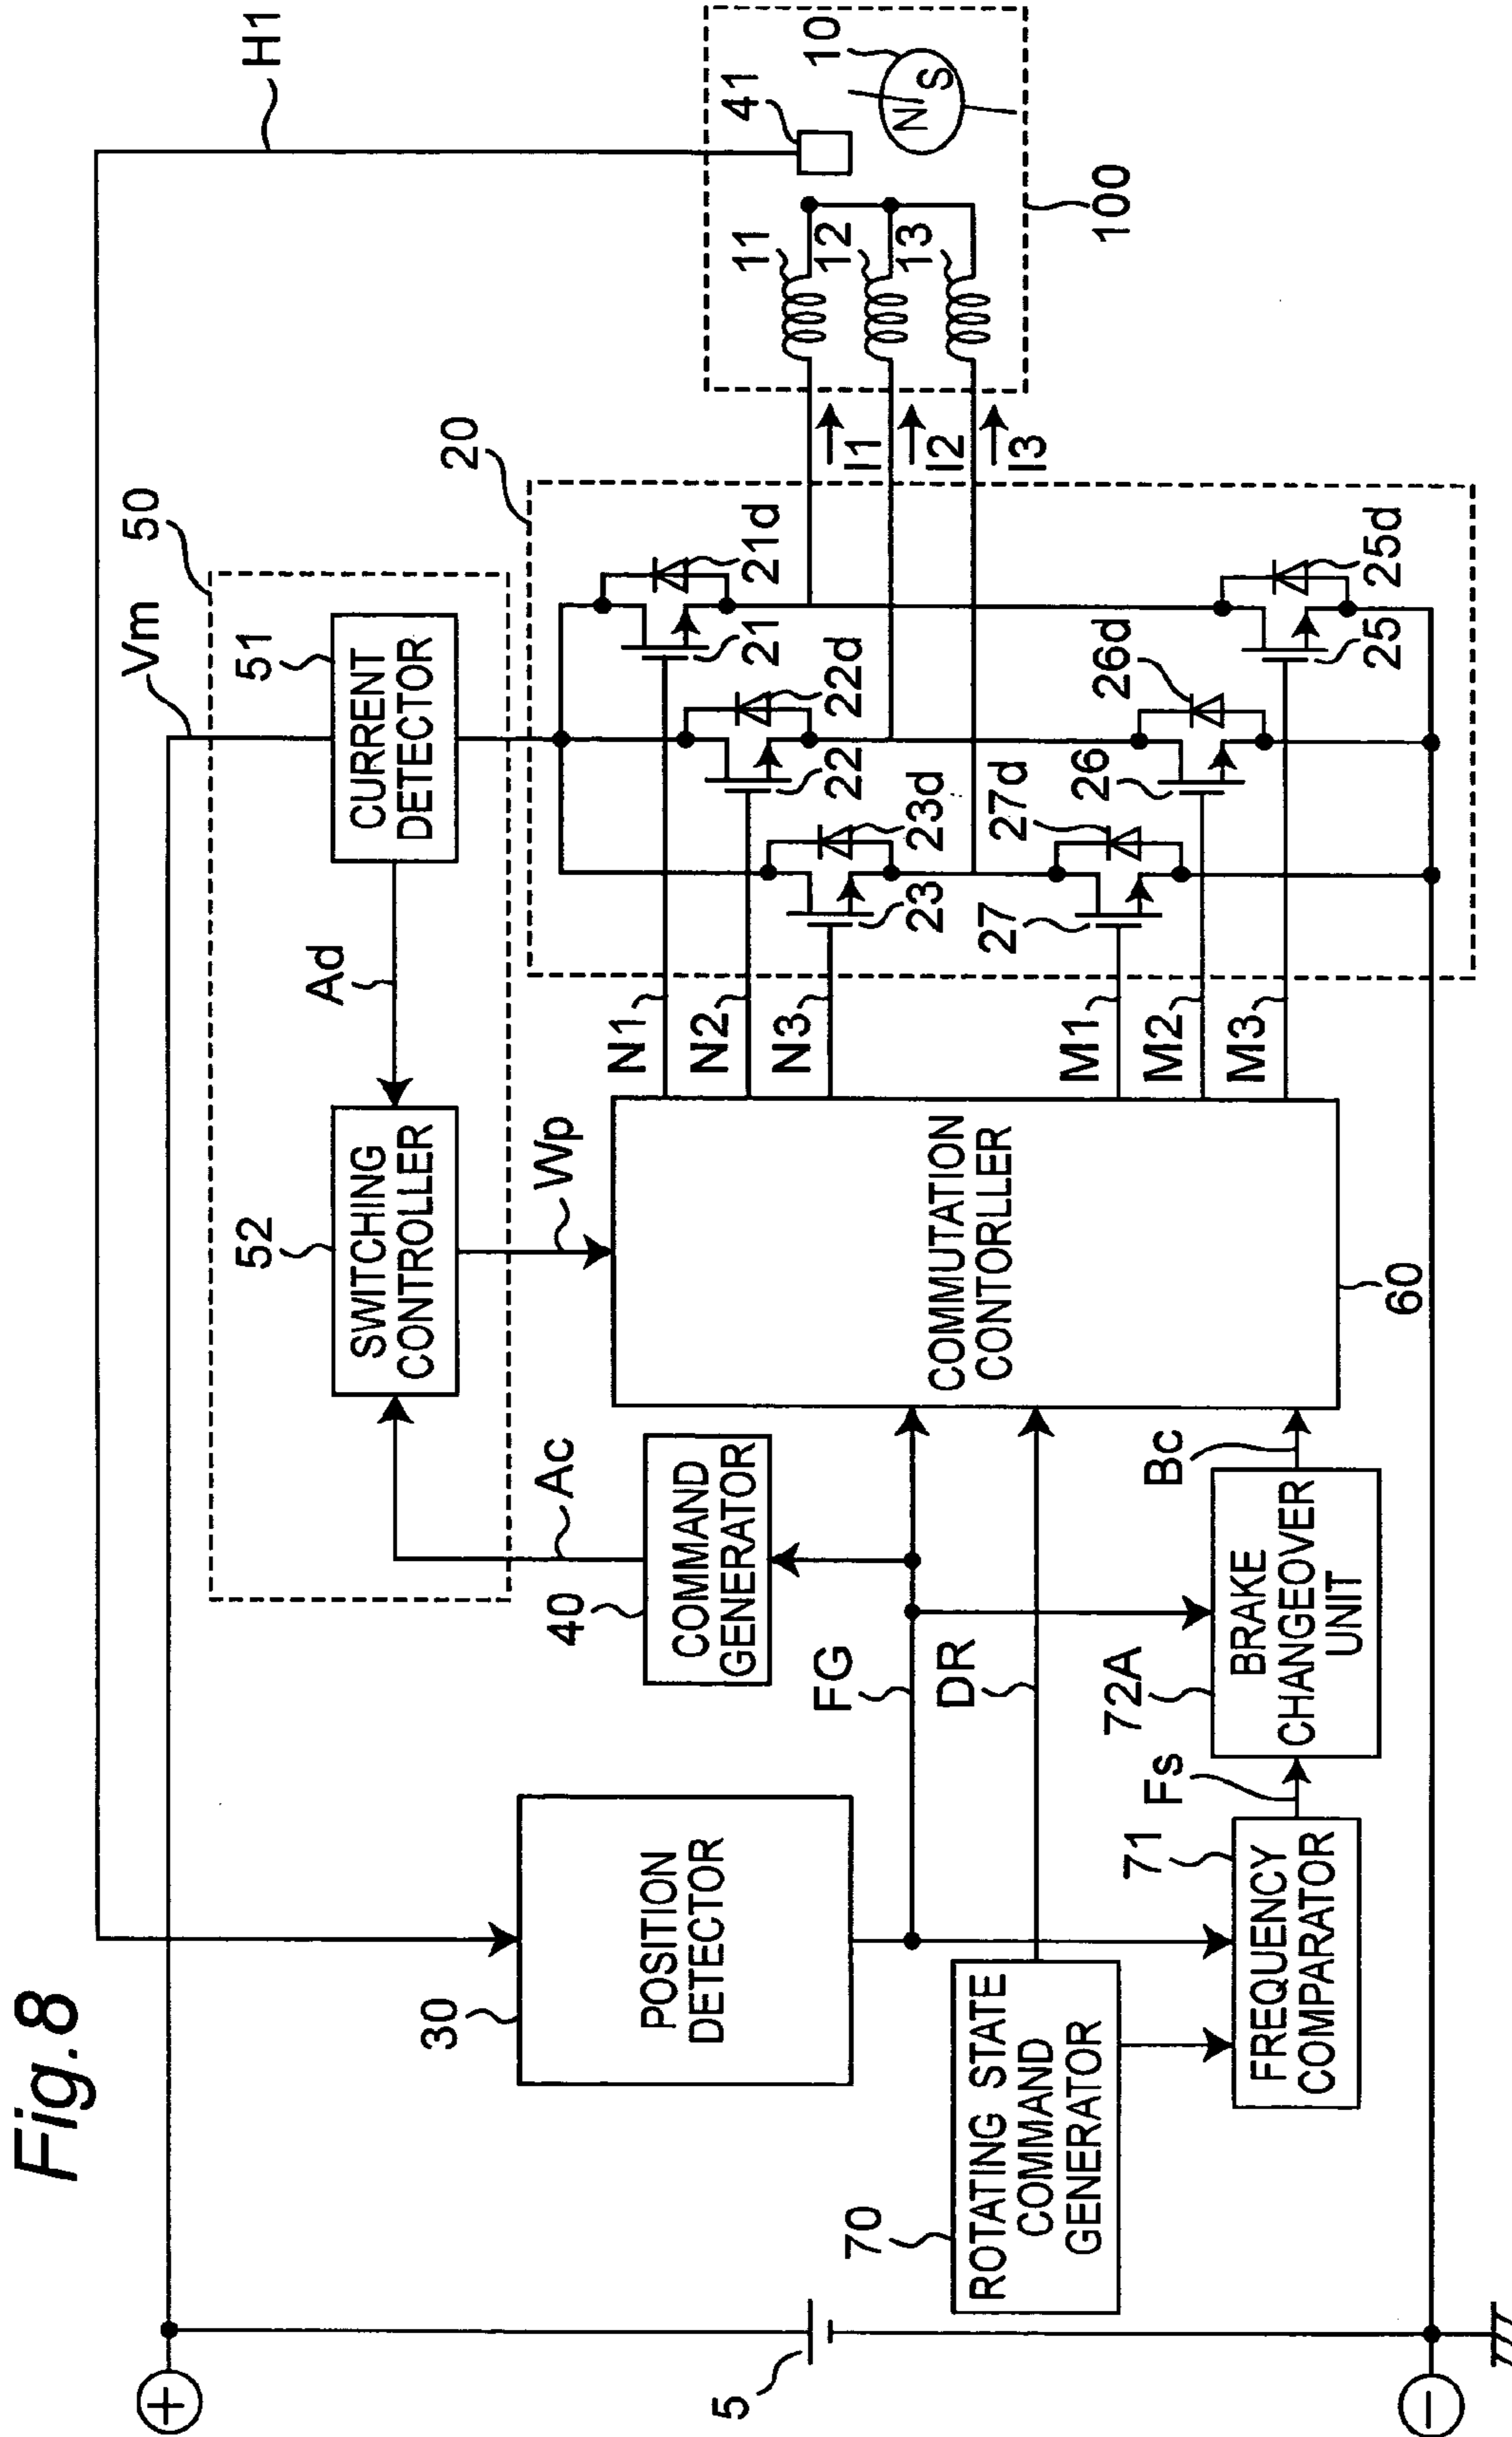 Fig.8
H1
Vm
50
51
CURRENT
DETECTOR
Ad
52
SWITCHING
CONTROLLER
Ac
Wp
20
10
41
N
S
11
12
13
100
I1
I2
I3
21d
21
22d
22
23d
23
25d
25
26d
26
27d
27
N1
N2
N3
M1
M2
M3
COMMUTATION
CONTORLLER
60
40
COMMAND
GENERATOR
30
POSITION
DETECTOR
FG
DR
Bc
72A
BRAKE
CHANGEOVER
UNIT
Fs
71
FREQUENCY
COMPARATOR
70
ROTATING STATE
COMMAND
GENERATOR
5
+
−